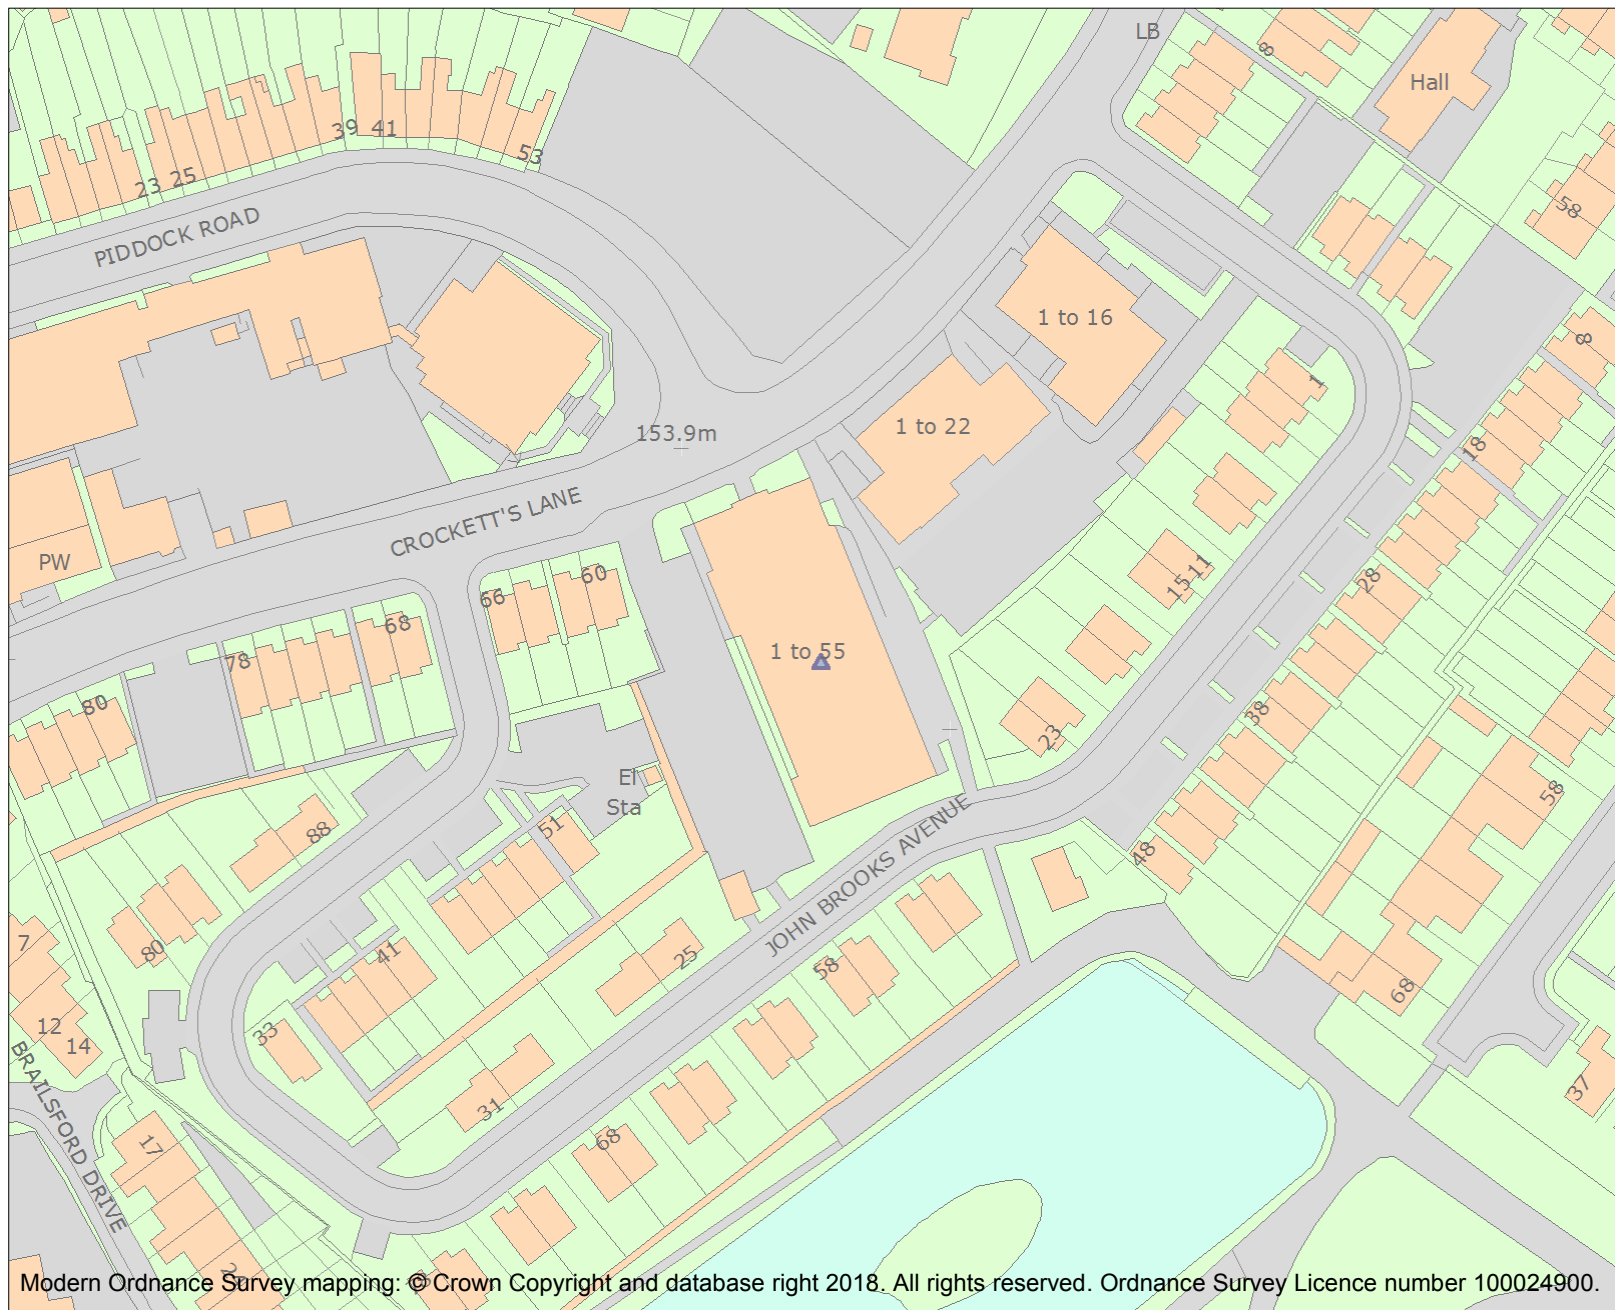 LB
8
Hall
39 41
53
23 25
58
PIDDOCK ROAD
1 to 16
8
1
1 to 22
153.9m
18
CROCKETT'S LANE
PW
66
60
15 11
28
68
78
1 to 55
80
38
23
El
Sta
58
88
51
JOHN BROOKS AVENUE
48
7
80
41
25
58
68
12
14
33
BRAILSFORD DRIVE
31
37
17
68
Modern Ordnance Survey mapping: © Crown Copyright and database right 2018. All rights reserved. Ordnance Survey Licence number 100024900.